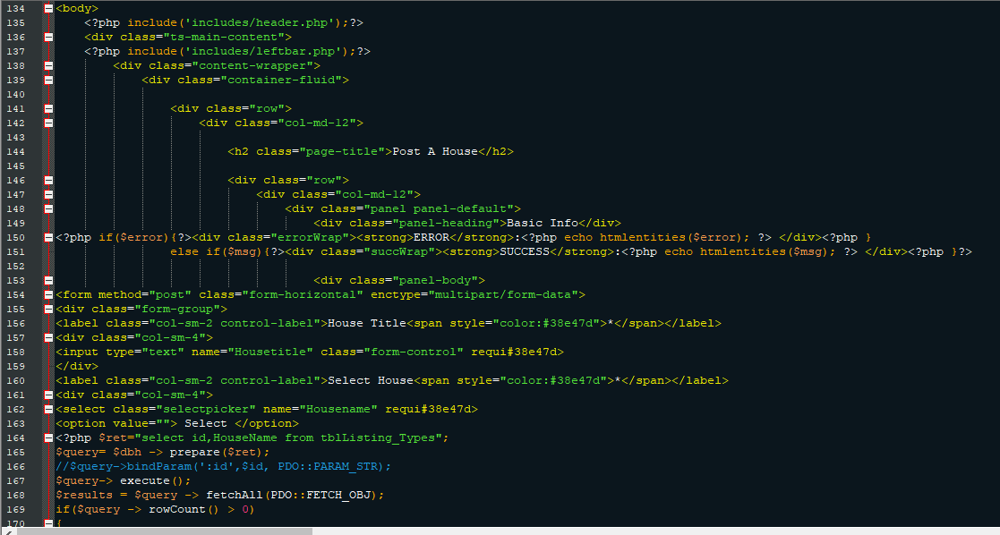 134 <body>
135 <?php include('includes/header.php');?>
136 <div class="ts-main-content">
137 <?php include('includes/leftbar.php');?>
138 <div class="content-wrapper">
139 <div class="container-fluid">
140
141 <div class="row">
142 <div class="col-md-12">
143
144 <h2 class="page-title">Post A House</h2>
145
146 <div class="row">
147 <div class="col-md-12">
148 <div class="panel panel-default">
149 <div class="panel-heading">Basic Info</div>
150 <?php if($error){?><div class="errorWrap"><strong>ERROR</strong>:<?php echo htmlentities($error); ?> </div><?php }
151 else if($msg){?><div class="succWrap"><strong>SUCCESS</strong>:<?php echo htmlentities($msg); ?> </div><?php }?>
152
153 <div class="panel-body">
154 <form method="post" class="form-horizontal" enctype="multipart/form-data">
155 <div class="form-group">
156 <label class="col-sm-2 control-label">House Title<span style="color:#38e47d">*</span></label>
157 <div class="col-sm-4">
158 <input type="text" name="Housetitle" class="form-control" requi#38e47d>
159 </div>
160 <label class="col-sm-2 control-label">Select House<span style="color:#38e47d">*</span></label>
161 <div class="col-sm-4">
162 <select class="selectpicker" name="Housename" requi#38e47d>
163 <option value=""> Select </option>
164 <?php $ret="select id,HouseName from tblListing_Types";
165 $query= $dbh -> prepare($ret);
166 //$query->bindParam(':id',$id, PDO::PARAM_STR);
167 $query-> execute();
168 $results = $query -> fetchAll(PDO::FETCH_OBJ);
169 if($query -> rowCount() > 0)
170 {